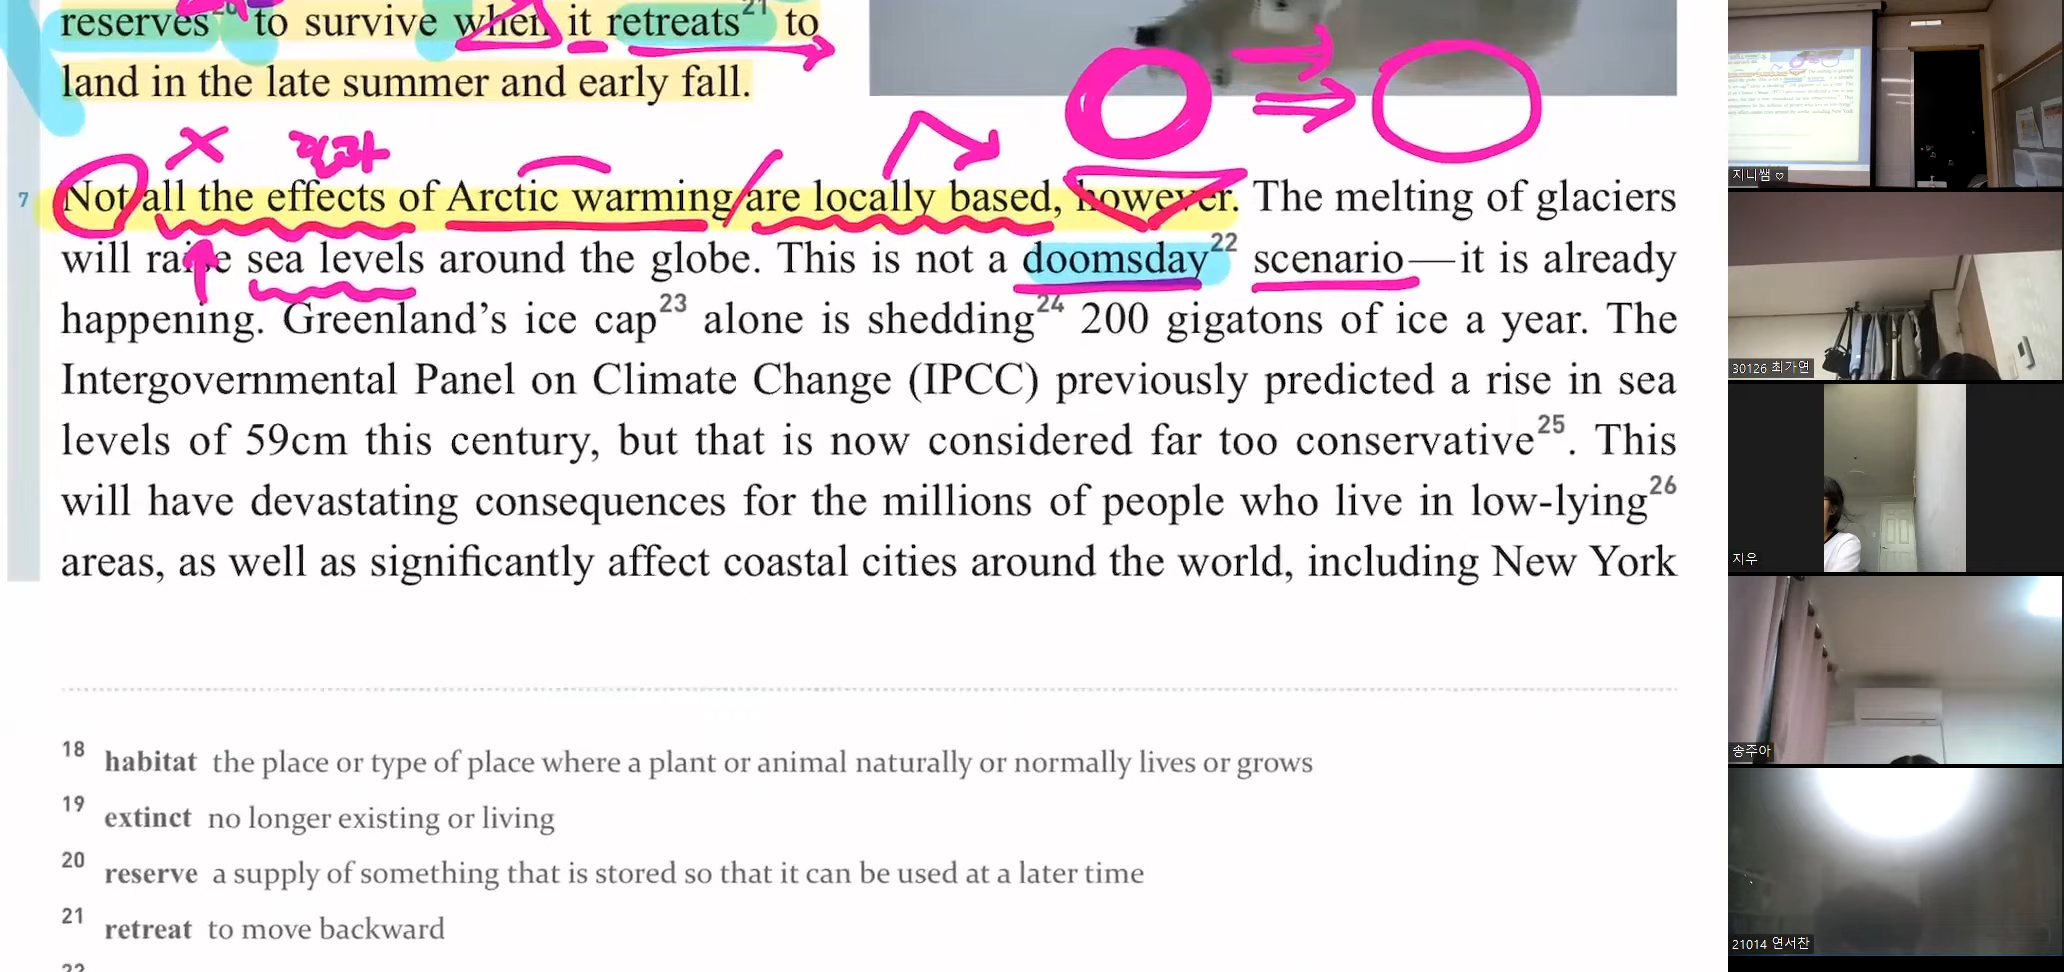 reserves20 to survive when it retreats21 to
land in the late summer and early fall.
효과
7 Not all the effects of Arctic warming are locally based, however. The melting of glaciers
will raise sea levels around the globe. This is not a doomsday22 scenario—it is already
happening. Greenland’s ice cap23 alone is shedding24 200 gigatons of ice a year. The
Intergovernmental Panel on Climate Change (IPCC) previously predicted a rise in sea
levels of 59cm this century, but that is now considered far too conservative25. This
will have devastating consequences for the millions of people who live in low-lying26
areas, as well as significantly affect coastal cities around the world, including New York
18 habitat the place or type of place where a plant or animal naturally or normally lives or grows
19 extinct no longer existing or living
20 reserve a supply of something that is stored so that it can be used at a later time
21 retreat to move backward
22
지니쌤 ♡
30126 최가연
지우
송주아
21014 연서찬